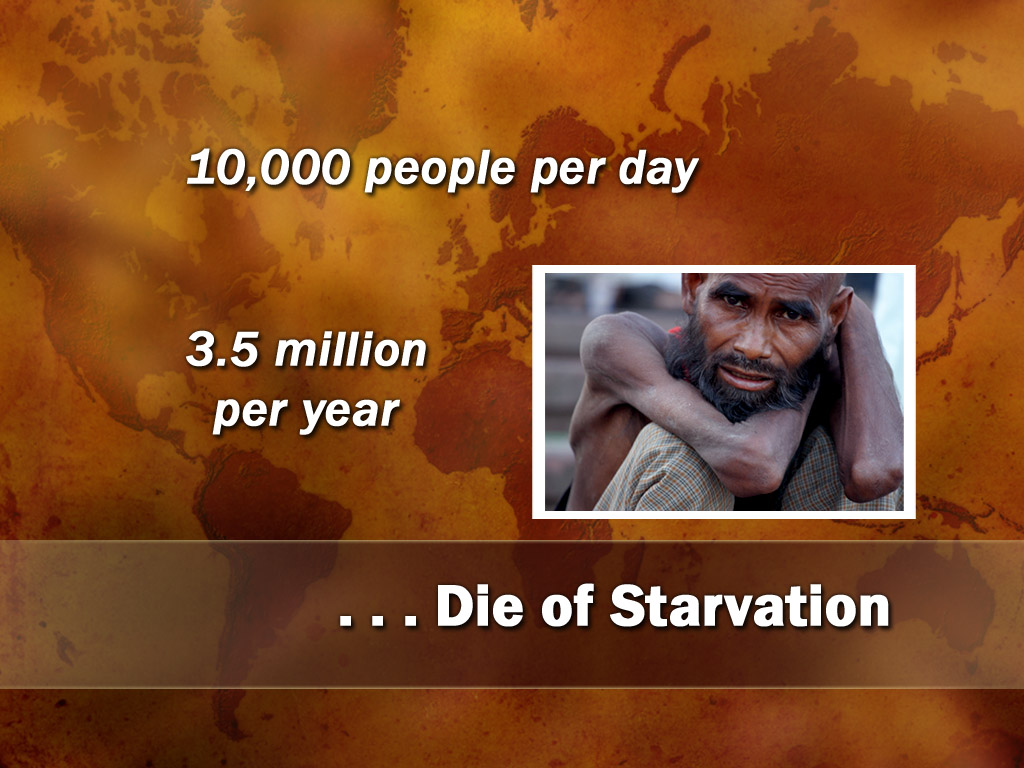 10,000 people per day
3.5 million
per year
. . . Die of Starvation